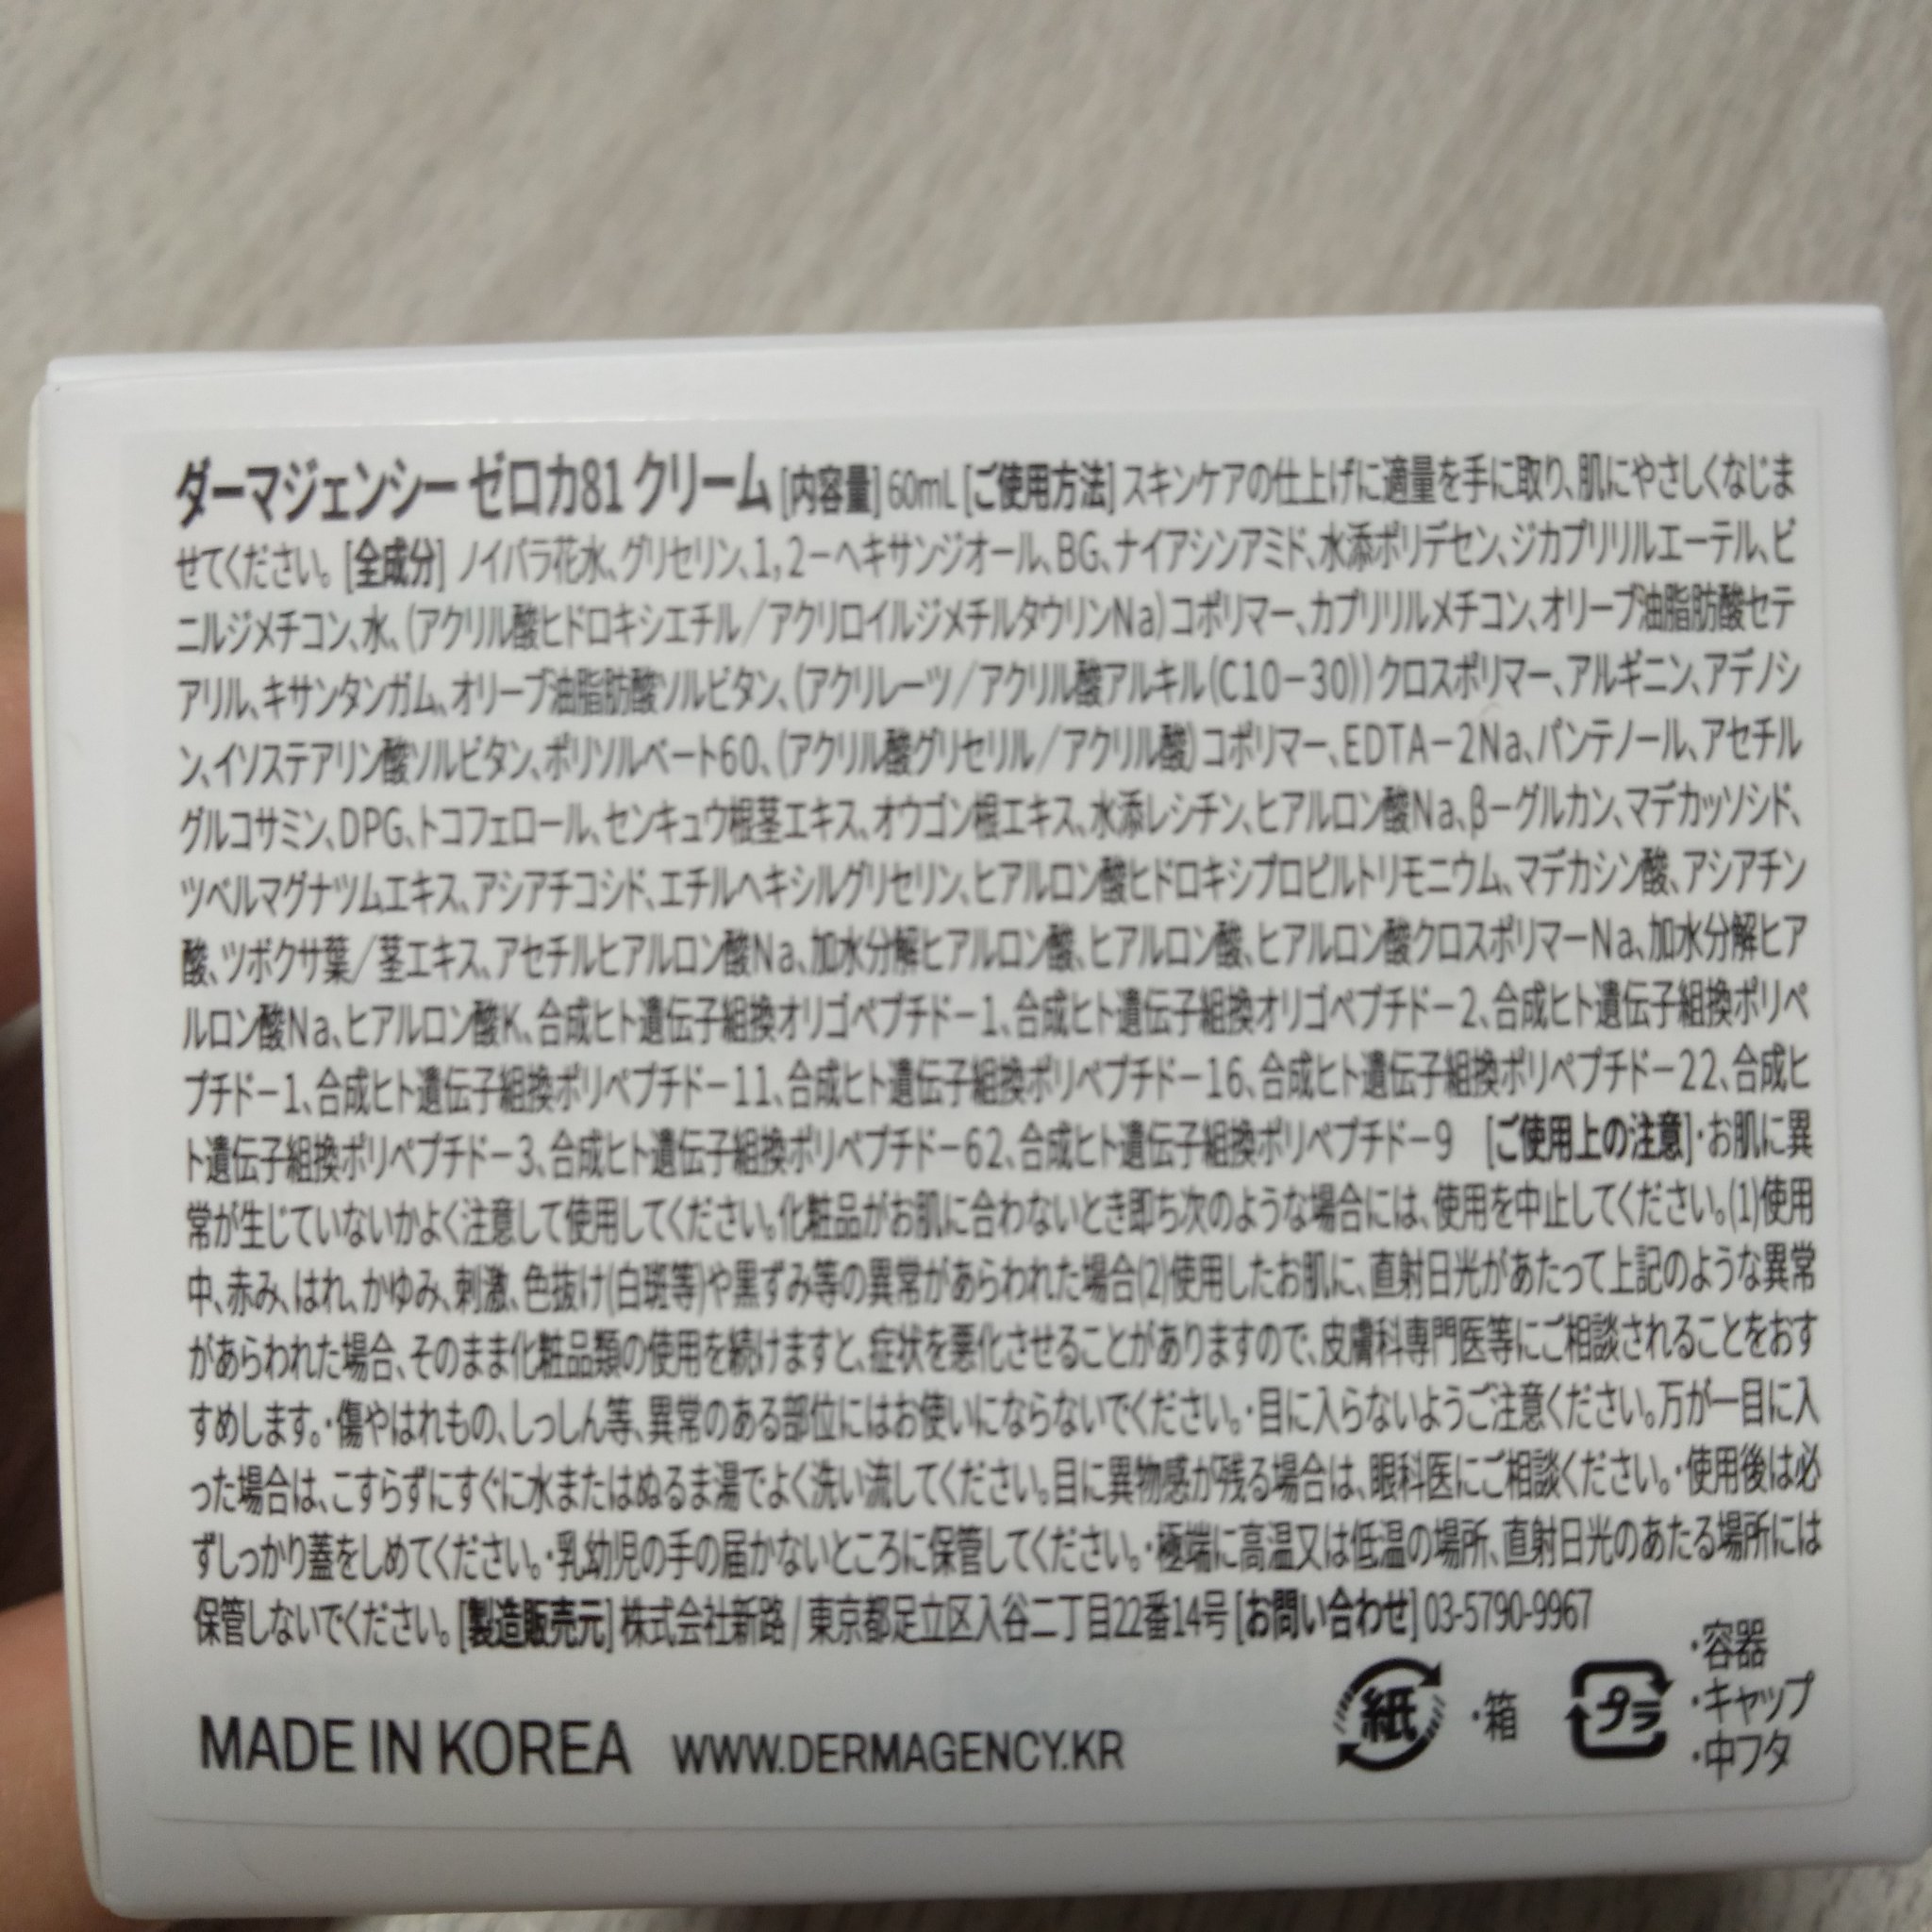 ダーマジェンシー ゼロカ81 クリーム [内容量] 60mL [ご使用方法] スキンケアの仕上げに適量を手に取り、肌にやさしくなじま
せてください。 [全成分] ノイバラ花水、グリセリン、1,2－ヘキサンジオール、BG、ナイアシンアミド、水添ポリデセン、ジカプリリルエーテル、ビ
ニルジメチコン、水、(アクリル酸ヒドロキシエチル／アクリロイルジメチルタウリンNa)コポリマー、カプリリルメチコン、オリーブ油脂肪酸セテ
アリル、キサンタンガム、オリーブ油脂肪酸ソルビタン、(アクリレーツ／アクリル酸アルキル(C10－30))クロスポリマー、アルギニン、アデノシ
ン、イソステアリン酸ソルビタン、ポリソルベート60、(アクリル酸グリセリル／アクリル酸)コポリマー、EDTA－2Na、パンテノール、アセチル
グルコサミン、DPG、トコフェロール、センキュウ根茎エキス、オウゴン根エキス、水添レシチン、ヒアルロン酸Na、β－グルカン、マデカッソシド、
ツベルマグナツムエキス、アシアチコシド、エチルヘキシルグリセリン、ヒアルロン酸ヒドロキシプロピルトリモニウム、マデカシン酸、アシアチン
酸、ツボクサ葉／茎エキス、アセチルヒアルロン酸Na、加水分解ヒアルロン酸、ヒアルロン酸、ヒアルロン酸クロスポリマーNa、加水分解ヒア
ルロン酸Na、ヒアルロン酸K、合成ヒト遺伝子組換オリゴペプチド－1、合成ヒト遺伝子組換オリゴペプチド－2、合成ヒト遺伝子組換ポリペ
プチド－1、合成ヒト遺伝子組換ポリペプチド－11、合成ヒト遺伝子組換ポリペプチド－16、合成ヒト遺伝子組換ポリペプチド－22、合成ヒ
ト遺伝子組換ポリペプチド－3、合成ヒト遺伝子組換ポリペプチド－62、合成ヒト遺伝子組換ポリペプチド－9 [ご使用上の注意]・お肌に異
常が生じていないかよく注意して使用してください。化粧品がお肌に合わないとき即ち次のような場合には、使用を中止してください。(1)使用
中、赤み、はれ、かゆみ、刺激、色抜け(白斑等)や黒ずみ等の異常があらわれた場合(2)使用したお肌に、直射日光があたって上記のような異常
があらわれた場合、そのまま化粧品類の使用を続けますと、症状を悪化させることがありますので、皮膚科専門医等にご相談されることをおす
すめします。・傷やはれもの、しっしん等、異常のある部位にはお使いにならないでください。・目に入らないようご注意ください。万が一目に入
った場合は、こすらずにすぐに水またはぬるま湯でよく洗い流してください。目に異物感が残る場合は、眼科医にご相談ください。・使用後は必
ずしっかり蓋をしめてください。・乳幼児の手の届かないところに保管してください。・極端に高温又は低温の場所、直射日光のあたる場所には
保管しないでください。 [製造販売元] 株式会社新路 / 東京都足立区入谷二丁目22番14号 [お問い合わせ] 03-5790-9967
MADE IN KOREA WWW.DERMAGENCY.KR
紙 ・箱
プラ
・容器
・キャップ
・中フタ